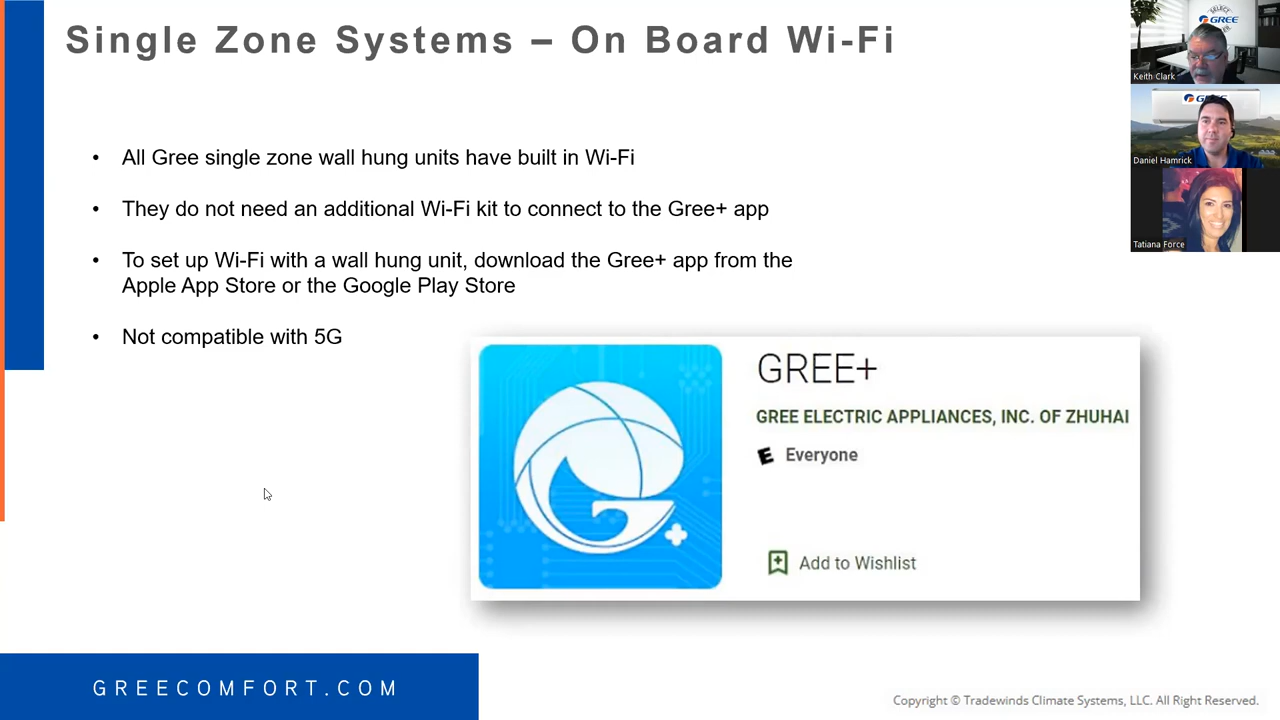 Single Zone Systems – On Board Wi-Fi
• All Gree single zone wall hung units have built in Wi-Fi
• They do not need an additional Wi-Fi kit to connect to the Gree+ app
• To set up Wi-Fi with a wall hung unit, download the Gree+ app from the
Apple App Store or the Google Play Store
• Not compatible with 5G
GREE+
GREE ELECTRIC APPLIANCES, INC. OF ZHUHAI
E Everyone
Add to Wishlist
GREECOMFORT.COM
Copyright © Tradewinds Climate Systems, LLC. All Right Reserved.
SELECT
GREE
Keith Clark
Daniel Hamrick
Tatiana Force